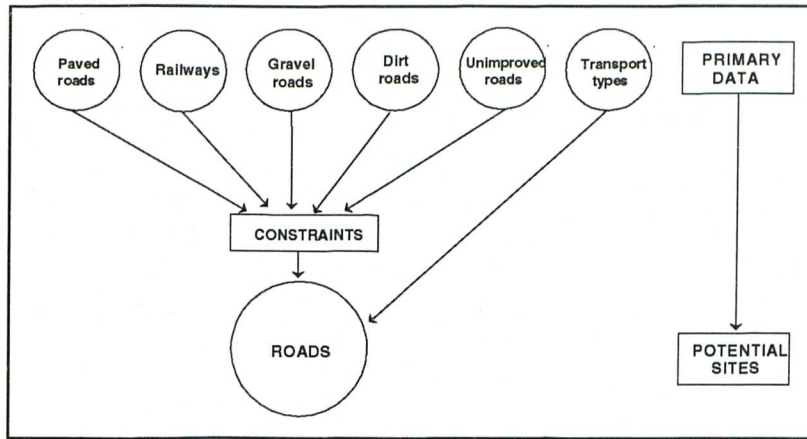 Paved
roads
Railways
Gravel
roads
Dirt
roads
Unimproved
roads
Transport
types
PRIMARY
DATA
CONSTRAINTS
ROADS
POTENTIAL
SITES